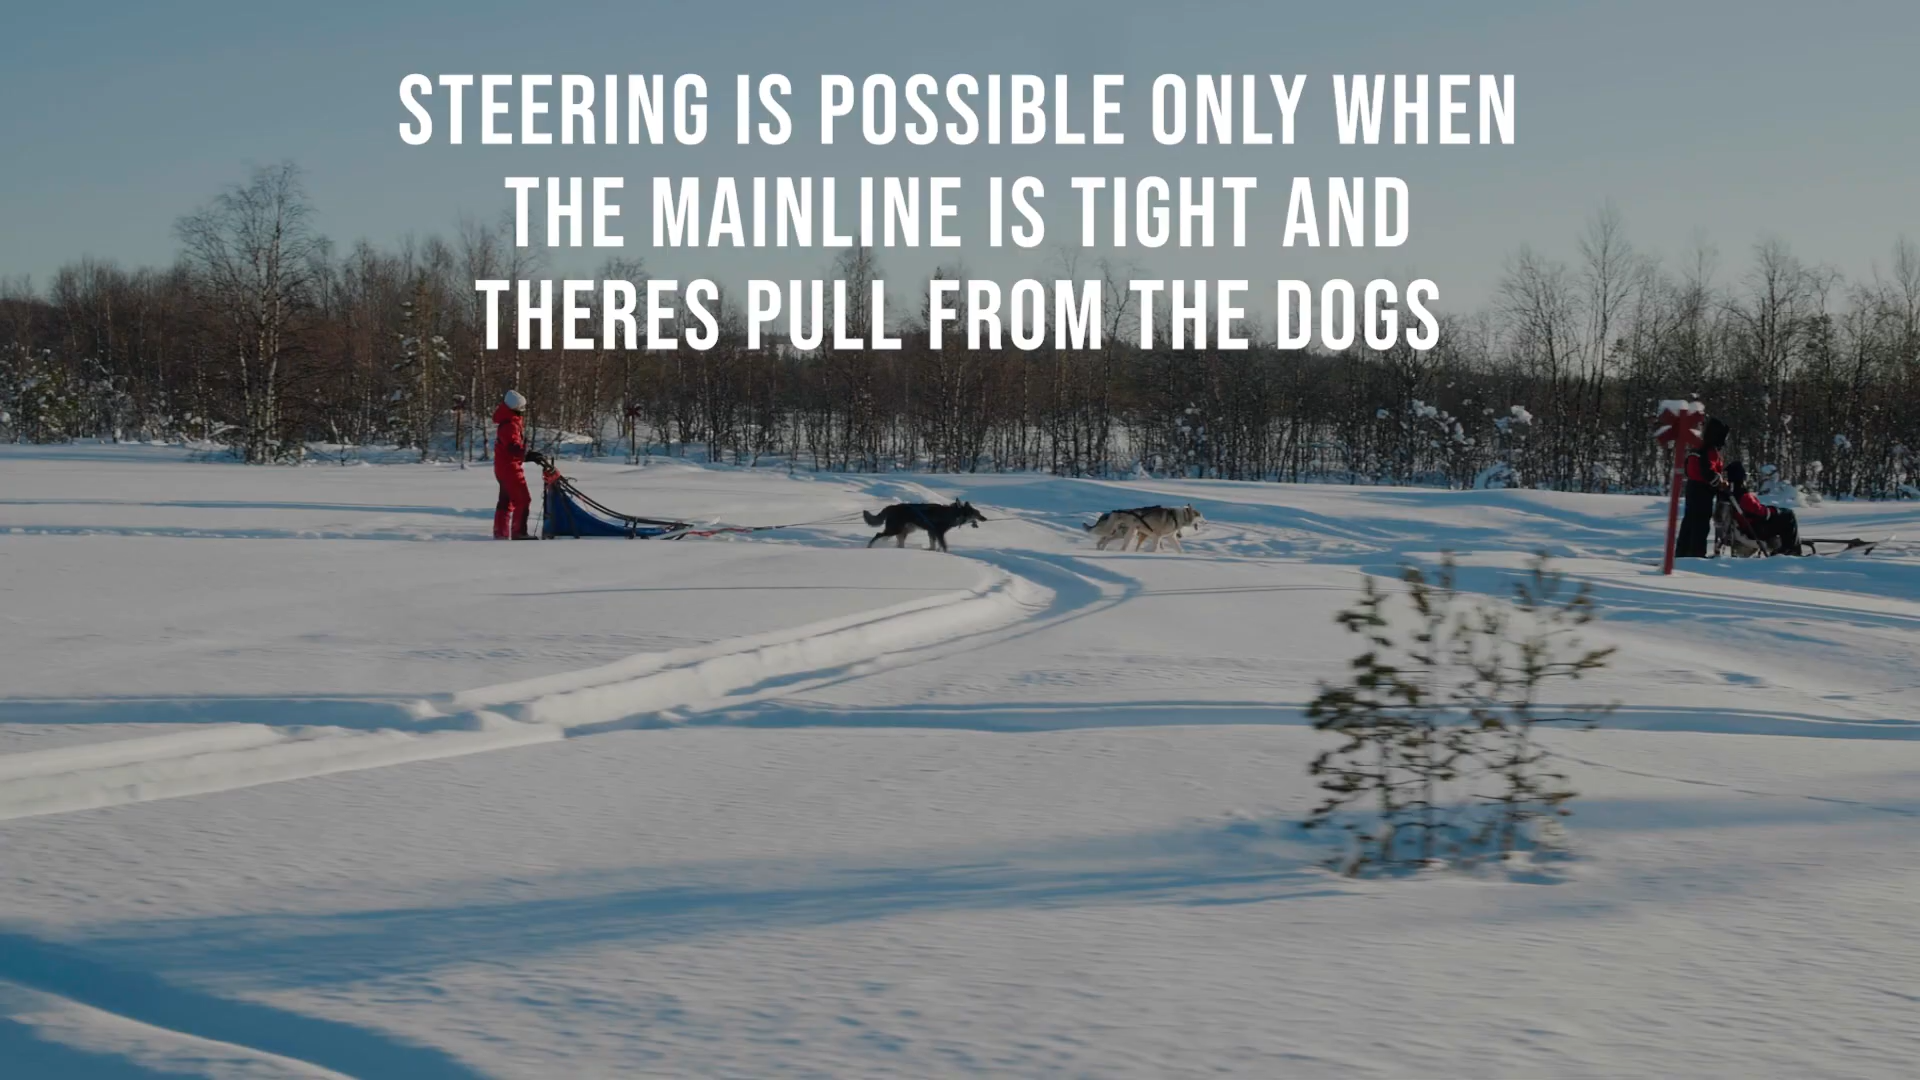 STEERING IS POSSIBLE ONLY WHEN
THE MAINLINE IS TIGHT AND
THERES PULL FROM THE DOGS